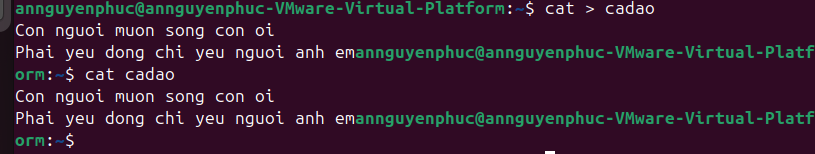 annguyenphuc@annguyenphuc-VMware-Virtual-Platform:~$ cat > cadao
Con nguoi muon song con oi
Phai yeu dong chi yeu nguoi anh emannguyenphuc@annguyenphuc-VMware-Virtual-Platf
orm:~$ cat cadao
Con nguoi muon song con oi
Phai yeu dong chi yeu nguoi anh emannguyenphuc@annguyenphuc-VMware-Virtual-Platf
orm:~$